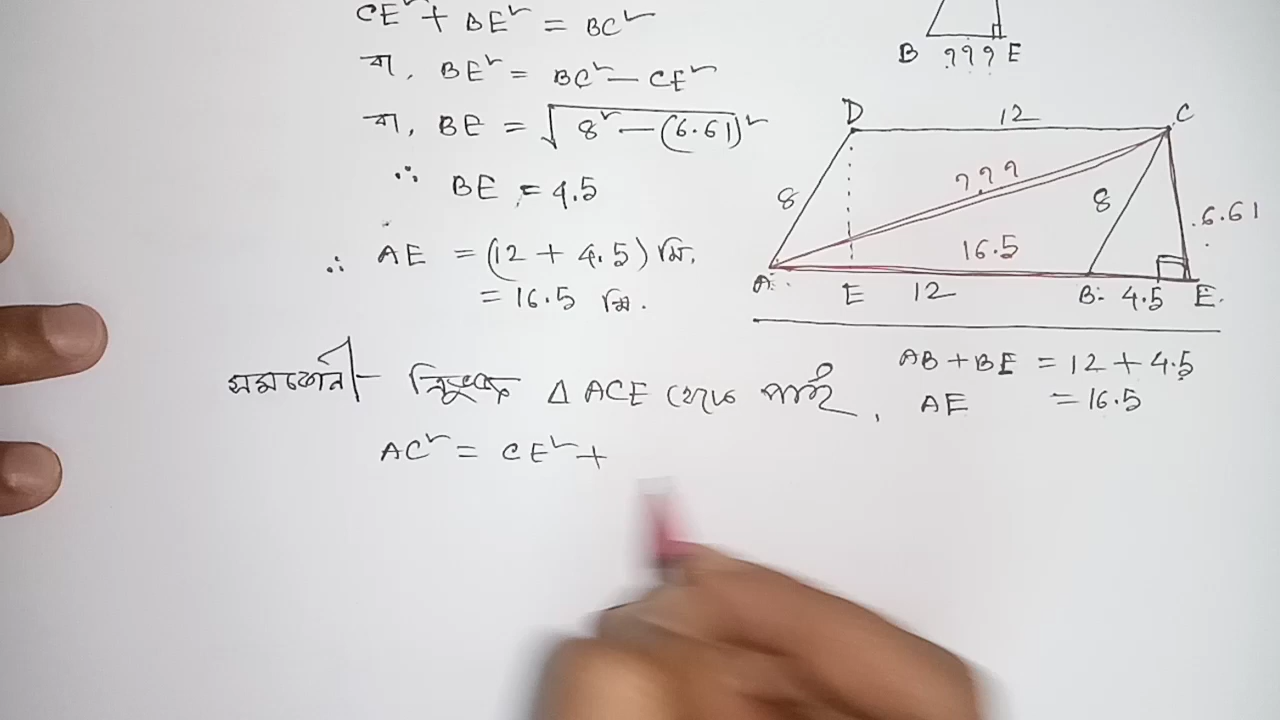 CE² + BE² = BC²
বা, BE² = BC² - CE²
বা, BE = √8² - (6.61)²
∴ BE = 4.5
∴ AE = (12 + 4.5) মি.
= 16.5 মি.
সমকোণী ত্রিভুজ Δ ACE হতে পাই,
AC² = CE² +
B ??? E
D 12 C
8 ??? 8 6.61
16.5
A E 12 B 4.5 E
AB + BE = 12 + 4.5
AE = 16.5